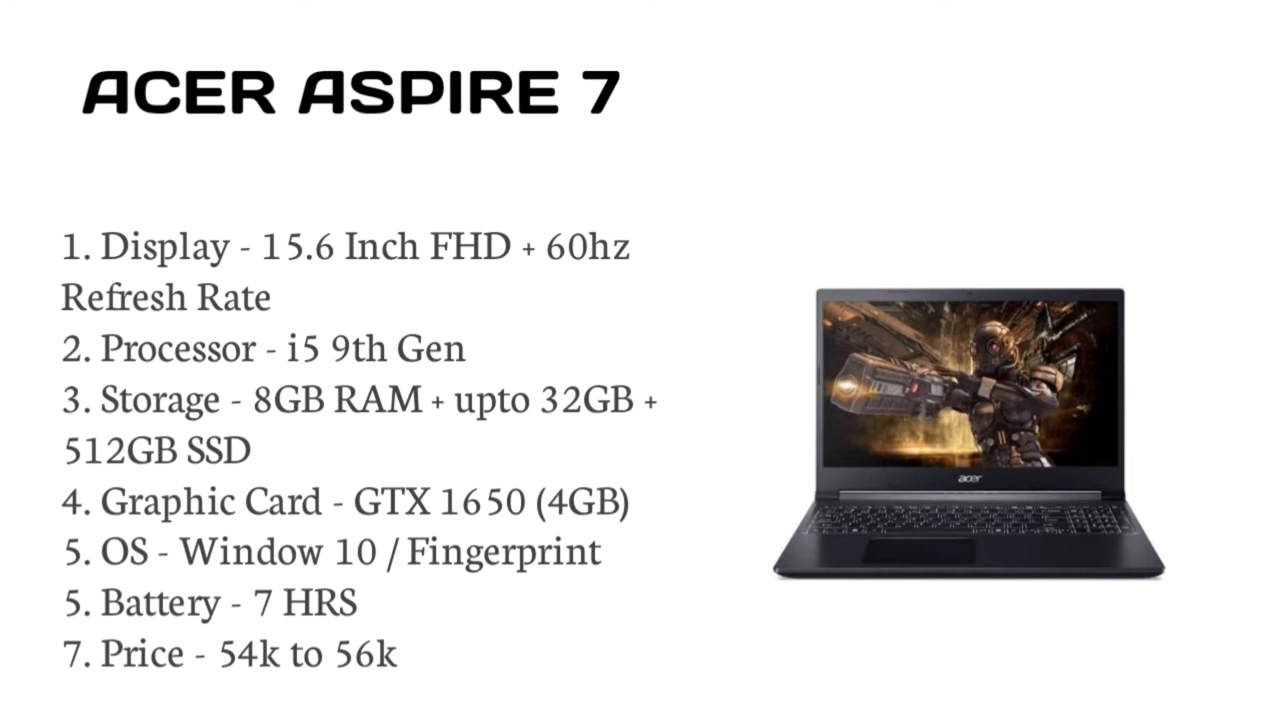 ACER ASPIRE 7
1. Display - 15.6 Inch FHD + 60hz
Refresh Rate
2. Processor - i5 9th Gen
3. Storage - 8GB RAM + upto 32GB +
512GB SSD
4. Graphic Card - GTX 1650 (4GB)
5. OS - Window 10 / Fingerprint
5. Battery - 7 HRS
7. Price - 54k to 56k
acer